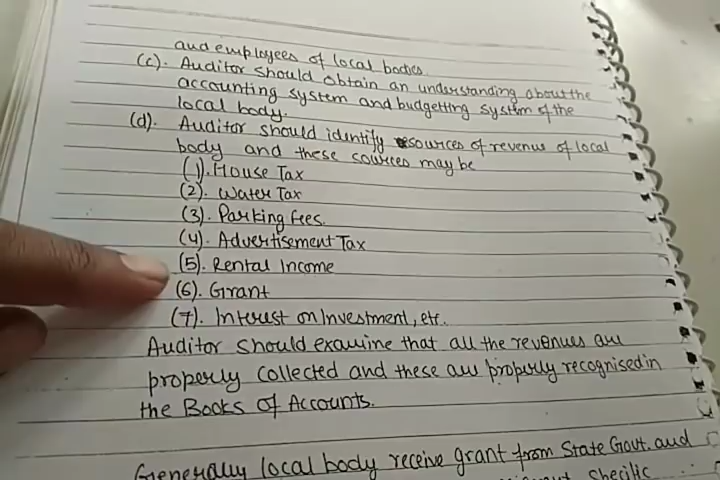 and employees of local bodies.
(c). Auditor should obtain an understanding about the
accounting system and budgetting system of the
local body.
(d). Auditor should identify sources of revenue of local
body and these sources may be
(1). House Tax
(2). Water Tax
(3). Parking fees.
(4). Advertisement Tax
(5). Rental Income
(6). Grant
(7). Interest on Investment, etc.
Auditor should examine that all the revenues are
properly collected and these are properly recognised in
the Books of Accounts.
Generally local body receive grant from State Govt. and
specific